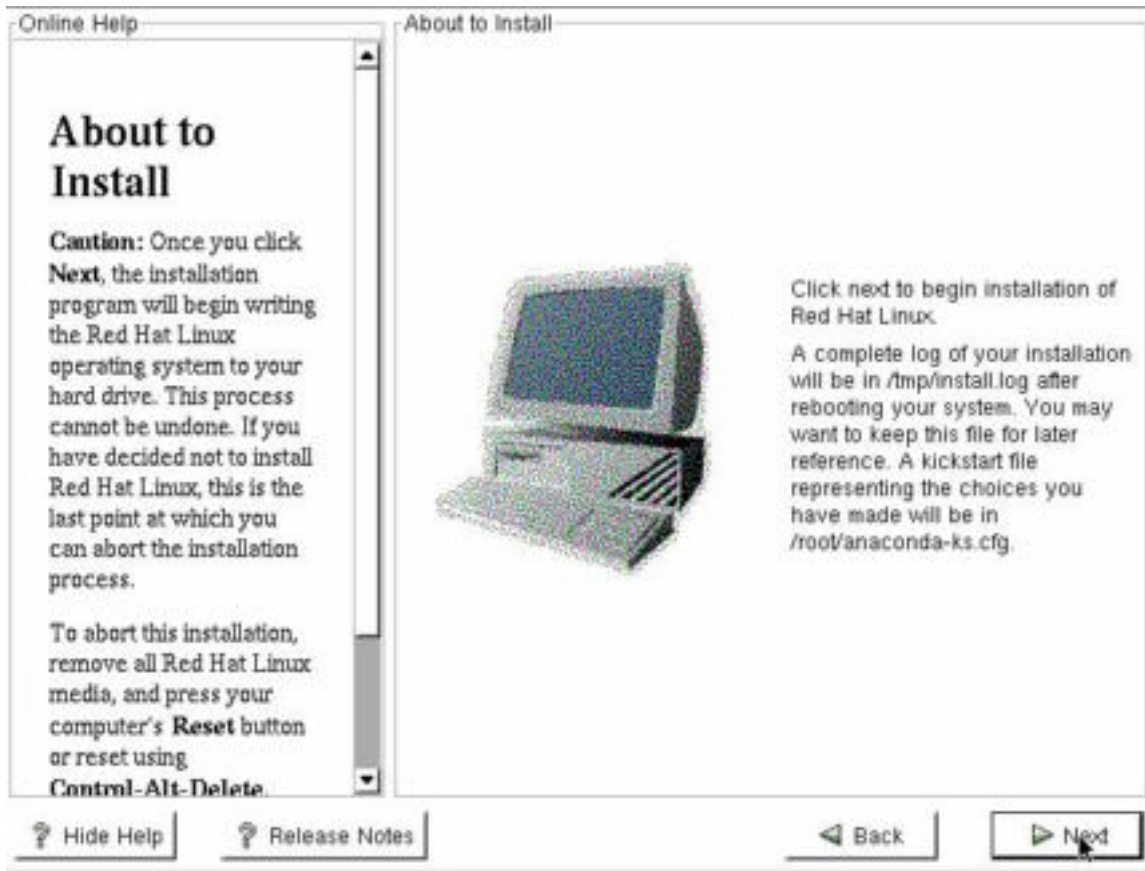 Online Help
About to
Install
Caution: Once you click
Next, the installation
program will begin writing
the Red Hat Linux
operating system to your
hard drive. This process
cannot be undone. If you
have decided not to install
Red Hat Linux, this is the
last point at which you
can abort the installation
process.
To abort this installation,
remove all Red Hat Linux
media, and press your
computer's Reset button
or reset using
Control-Alt-Delete.
About to Install
Click next to begin installation of
Red Hat Linux.
A complete log of your installation
will be in /tmp/install.log after
rebooting your system. You may
want to keep this file for later
reference. A kickstart file
representing the choices you
have made will be in
/root/anaconda-ks.cfg.
Hide Help
Release Notes
Back
Next